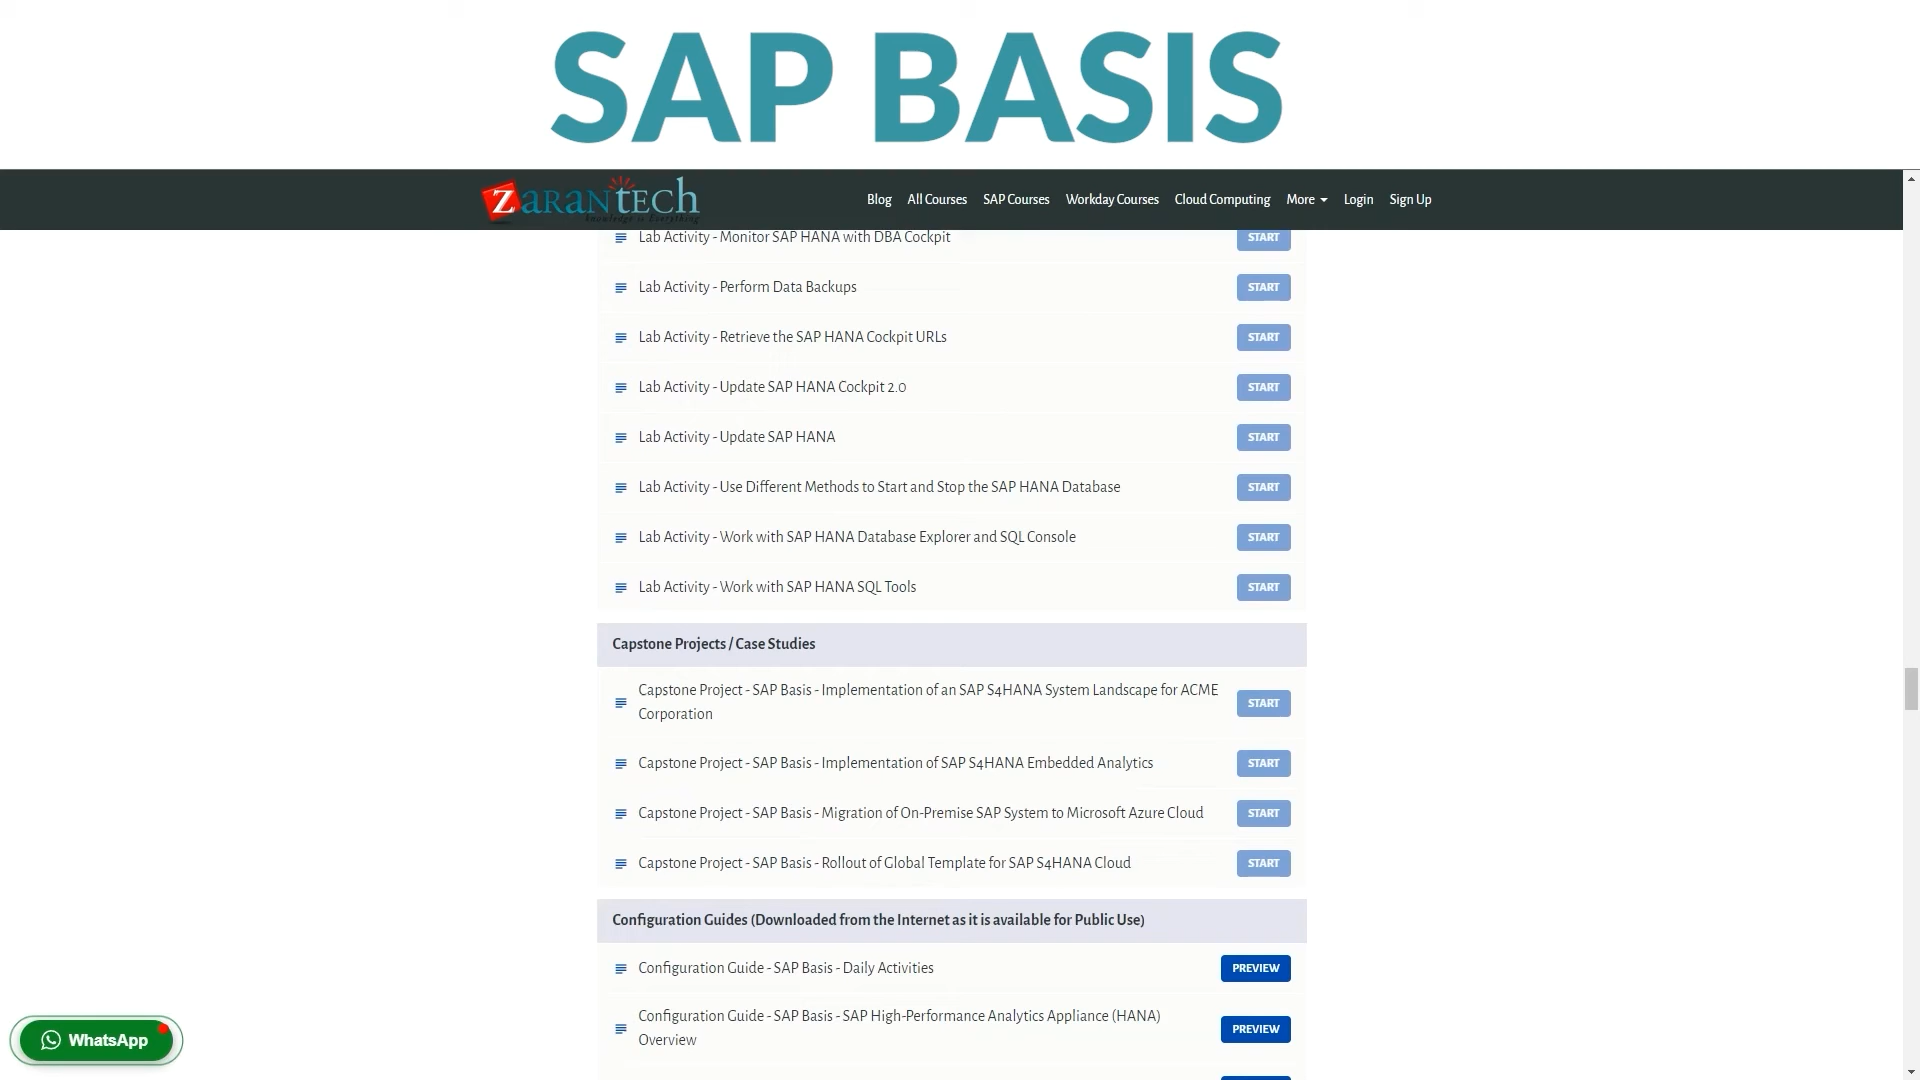 SAP BASIS
ZARANTECH
Knowledge is Everything
Blog
All Courses
SAP Courses
Workday Courses
Cloud Computing
More
Login
Sign Up
Lab Activity - Monitor SAP HANA with DBA Cockpit
START
Lab Activity - Perform Data Backups
START
Lab Activity - Retrieve the SAP HANA Cockpit URLs
START
Lab Activity - Update SAP HANA Cockpit 2.0
START
Lab Activity - Update SAP HANA
START
Lab Activity - Use Different Methods to Start and Stop the SAP HANA Database
START
Lab Activity - Work with SAP HANA Database Explorer and SQL Console
START
Lab Activity - Work with SAP HANA SQL Tools
START
Capstone Projects / Case Studies
Capstone Project - SAP Basis - Implementation of an SAP S4HANA System Landscape for ACME
Corporation
START
Capstone Project - SAP Basis - Implementation of SAP S4HANA Embedded Analytics
START
Capstone Project - SAP Basis - Migration of On-Premise SAP System to Microsoft Azure Cloud
START
Capstone Project - SAP Basis - Rollout of Global Template for SAP S4HANA Cloud
START
Configuration Guides (Downloaded from the Internet as it is available for Public Use)
Configuration Guide - SAP Basis - Daily Activities
PREVIEW
Configuration Guide - SAP Basis - SAP High-Performance Analytics Appliance (HANA)
Overview
PREVIEW
WhatsApp